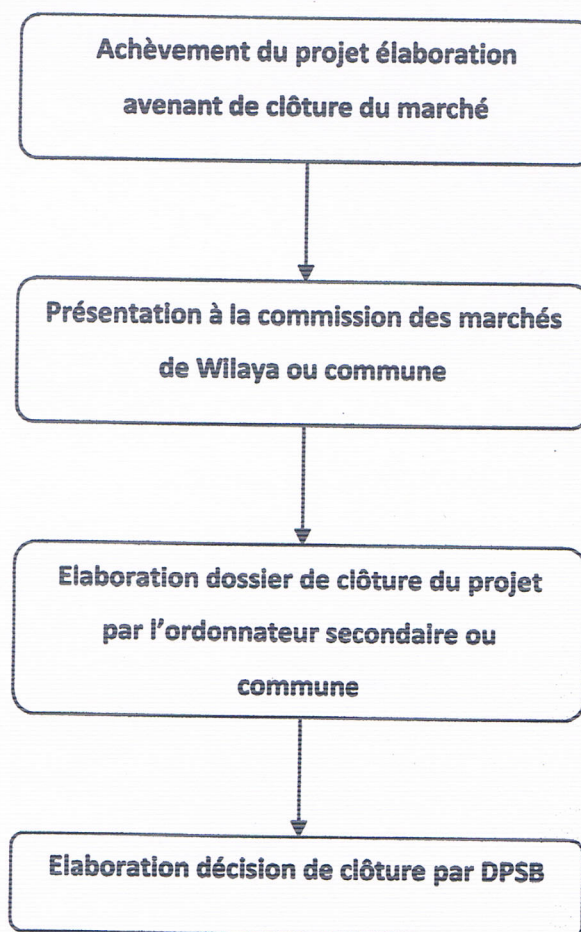 Achèvement du projet élaboration
avenant de clôture du marché
Présentation à la commission des marchés
de Wilaya ou commune
Elaboration dossier de clôture du projet
par l'ordonnateur secondaire ou
commune
Elaboration décision de clôture par DPSB